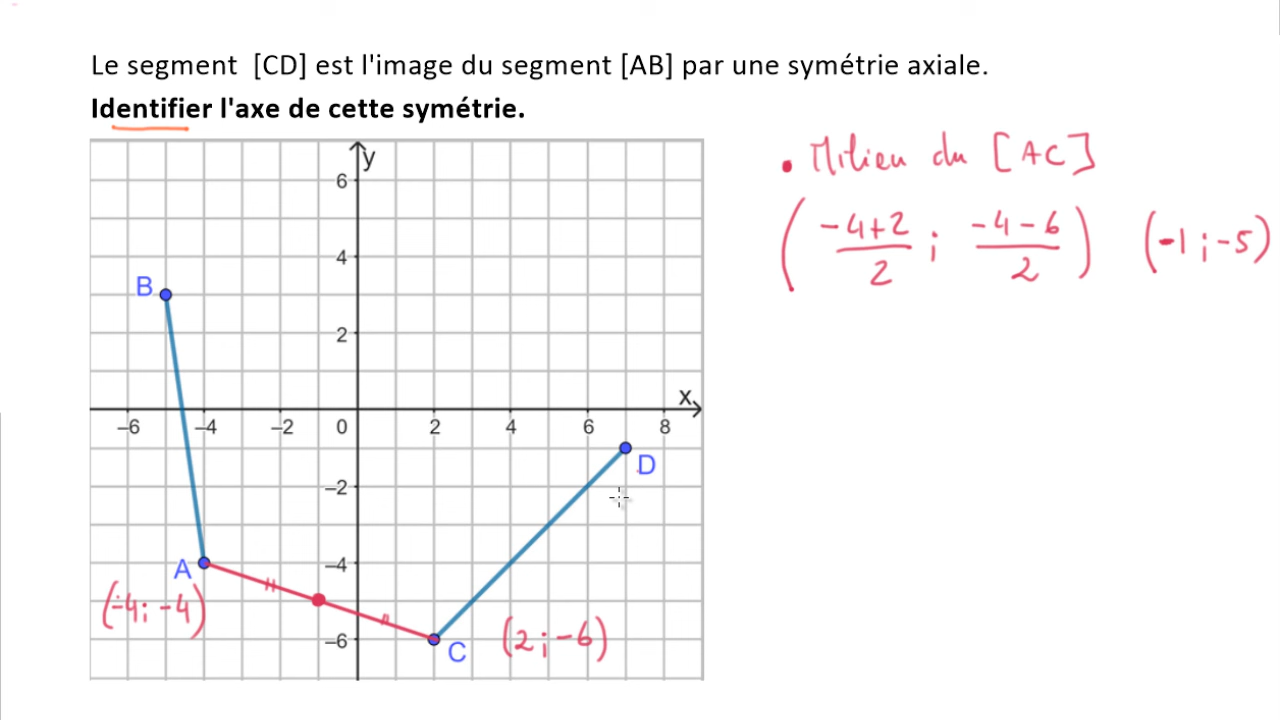 Le segment [CD] est l'image du segment [AB] par une symétrie axiale.
Identifier l'axe de cette symétrie.
• Milieu du [AC]
(-4+2/2 ; -4-6/2) (-1 ; -5)
y
6
4
B
2
x
-6 -4 -2 0 2 4 6 8
D
-2
A
-4
(-4; -4)
-6
C
(2; -6)